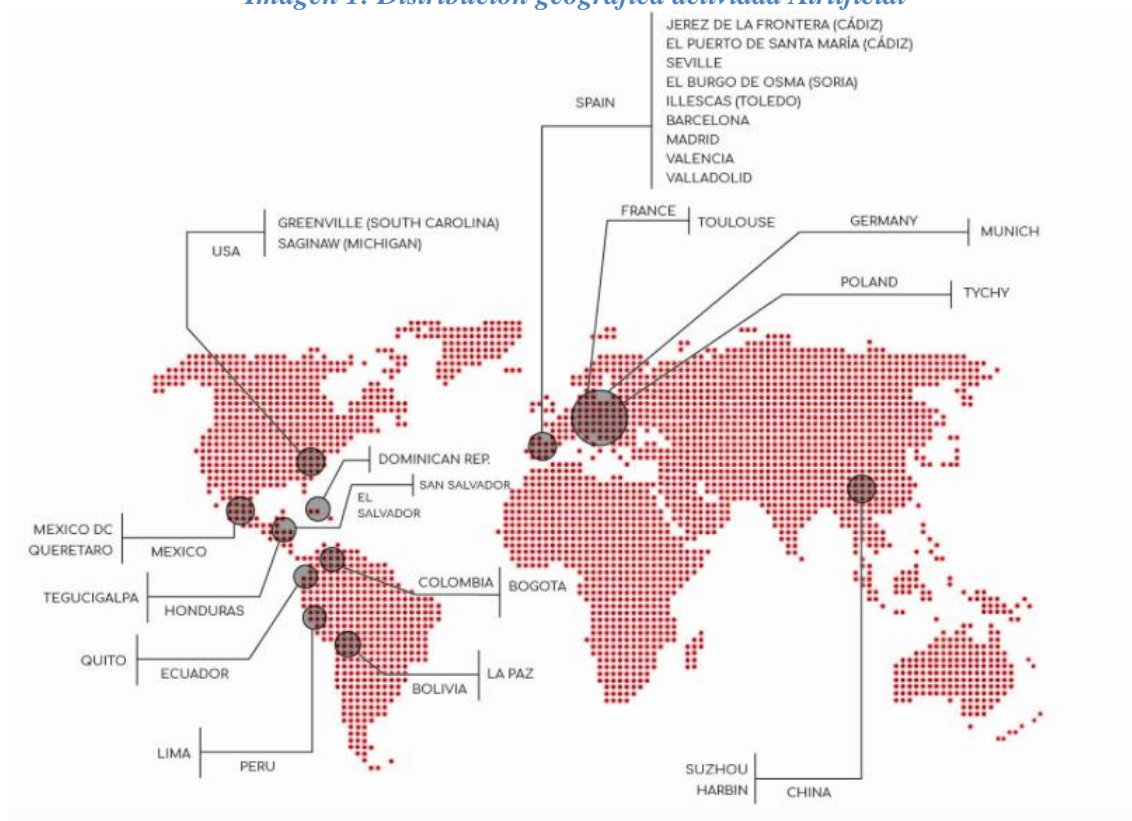 Imagen 1: Distribución geográfica actividad Airtificial
JEREZ DE LA FRONTERA (CÁDIZ)
EL PUERTO DE SANTA MARÍA (CÁDIZ)
SEVILLE
EL BURGO DE OSMA (SORIA)
ILLESCAS (TOLEDO)
BARCELONA
MADRID
VALENCIA
VALLADOLID
SPAIN
FRANCE
TOULOUSE
GERMANY
MUNICH
POLAND
TYCHY
GREENVILLE (SOUTH CAROLINA)
SAGINAW (MICHIGAN)
USA
DOMINICAN REP.
SAN SALVADOR
EL
SALVADOR
MEXICO DC
QUERETARO
MEXICO
TEGUCIGALPA
HONDURAS
COLOMBIA
BOGOTA
QUITO
ECUADOR
LA PAZ
BOLIVIA
LIMA
PERU
SUZHOU
HARBIN
CHINA